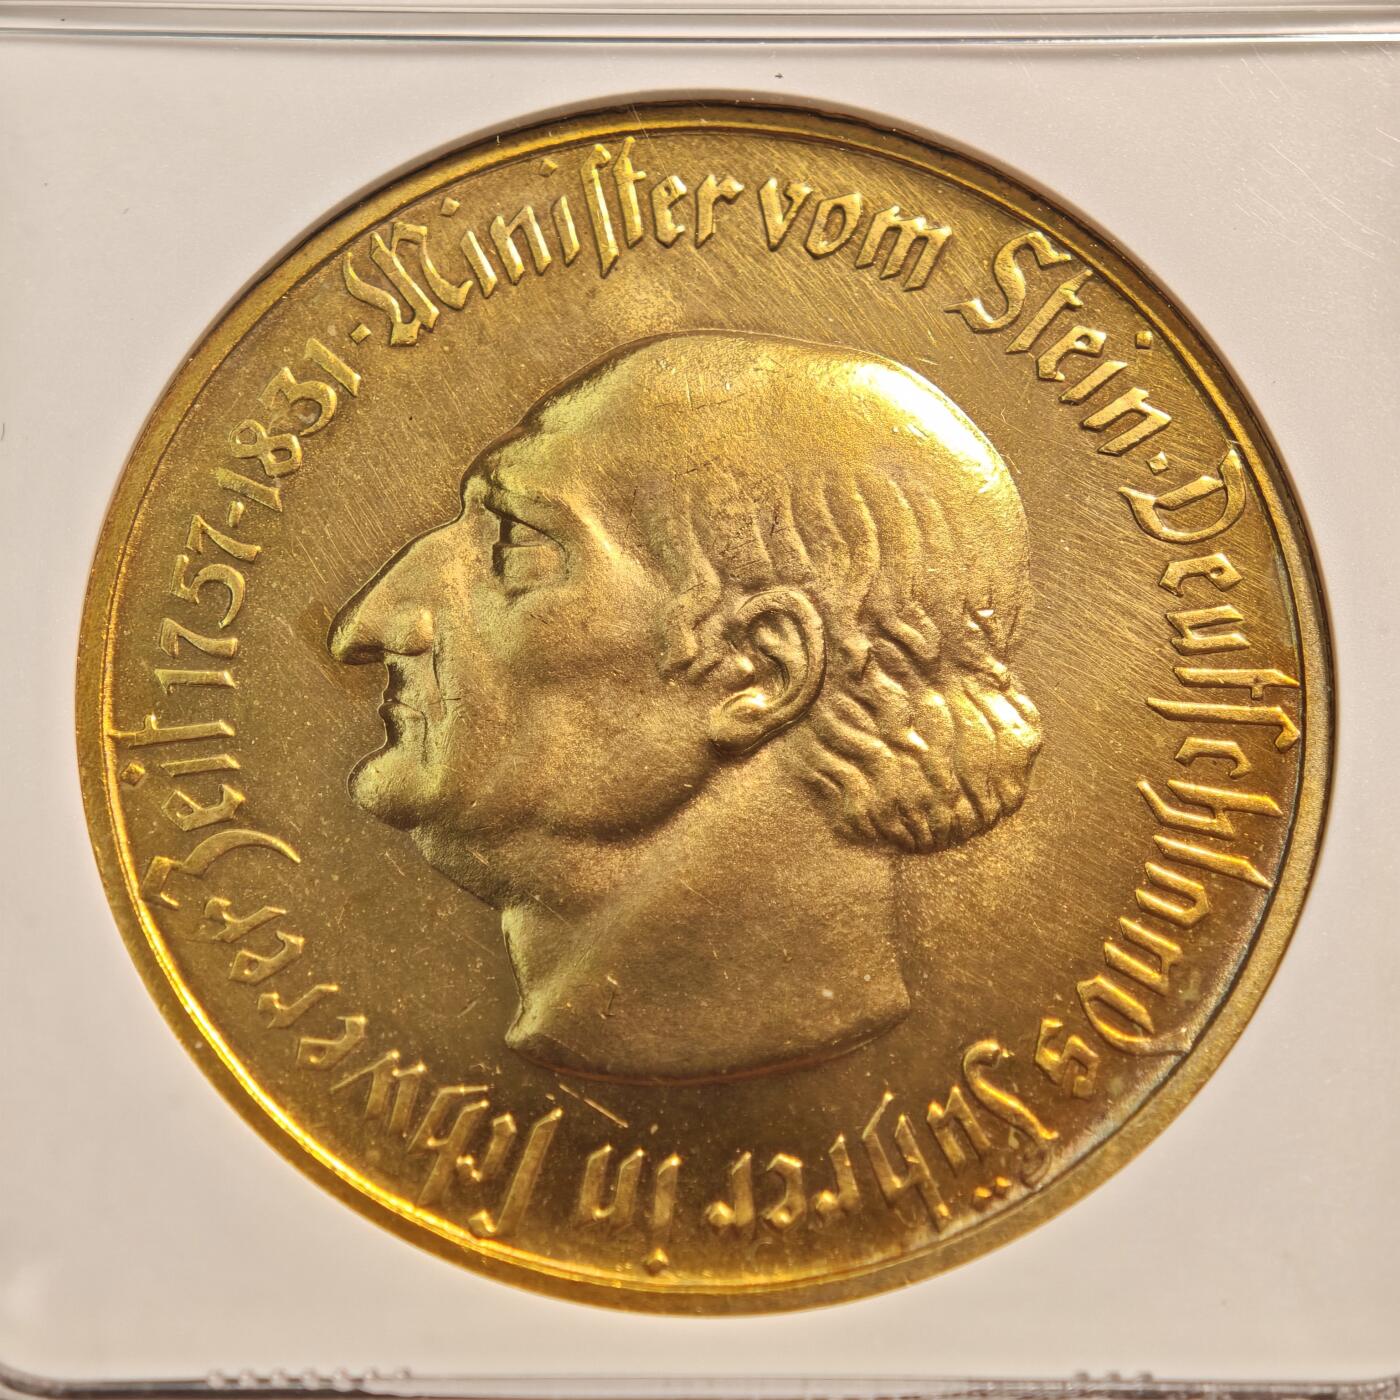 Minister vom Stein · Deutschlands Führer in schwerer Zeit 1757-1831 ·